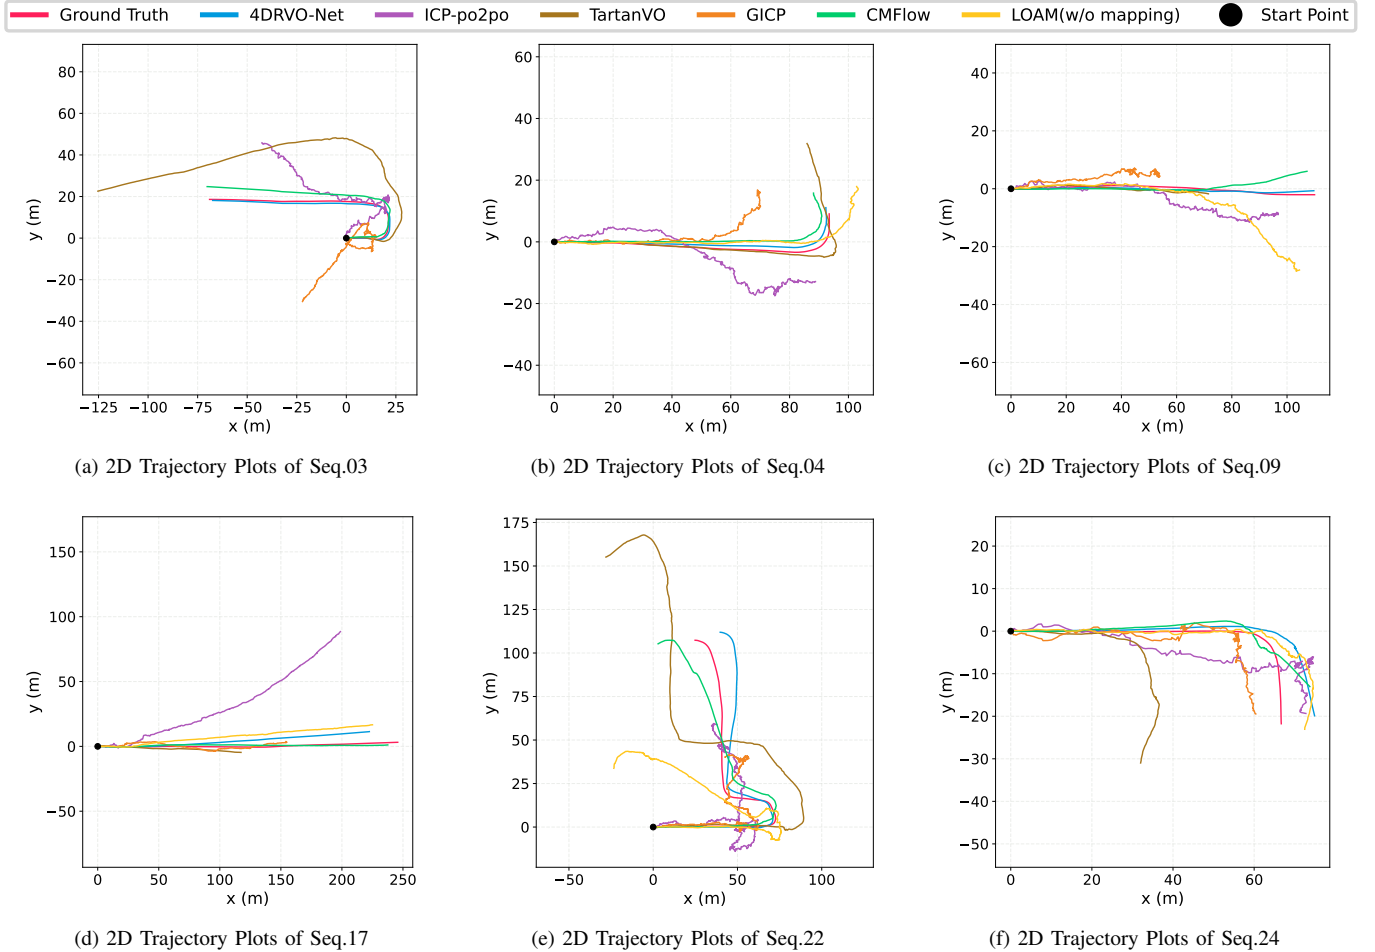 Ground Truth 4DRVO-Net ICP-po2po TartanVO GICP CMFlow LOAM(w/o mapping) Start Point
80
60
40
20
0
−20
−40
−60
y (m)
−125 −100 −75 −50 −25 0 25
x (m)
(a) 2D Trajectory Plots of Seq.03
60
40
20
0
−20
−40
y (m)
0 20 40 60 80 100
x (m)
(b) 2D Trajectory Plots of Seq.04
40
20
0
−20
−40
−60
y (m)
0 20 40 60 80 100
x (m)
(c) 2D Trajectory Plots of Seq.09
150
100
50
0
−50
y (m)
0 50 100 150 200 250
x (m)
(d) 2D Trajectory Plots of Seq.17
175
150
125
100
75
50
25
0
y (m)
−50 0 50 100
x (m)
(e) 2D Trajectory Plots of Seq.22
20
10
0
−10
−20
−30
−40
−50
y (m)
0 20 40 60
x (m)
(f) 2D Trajectory Plots of Seq.24